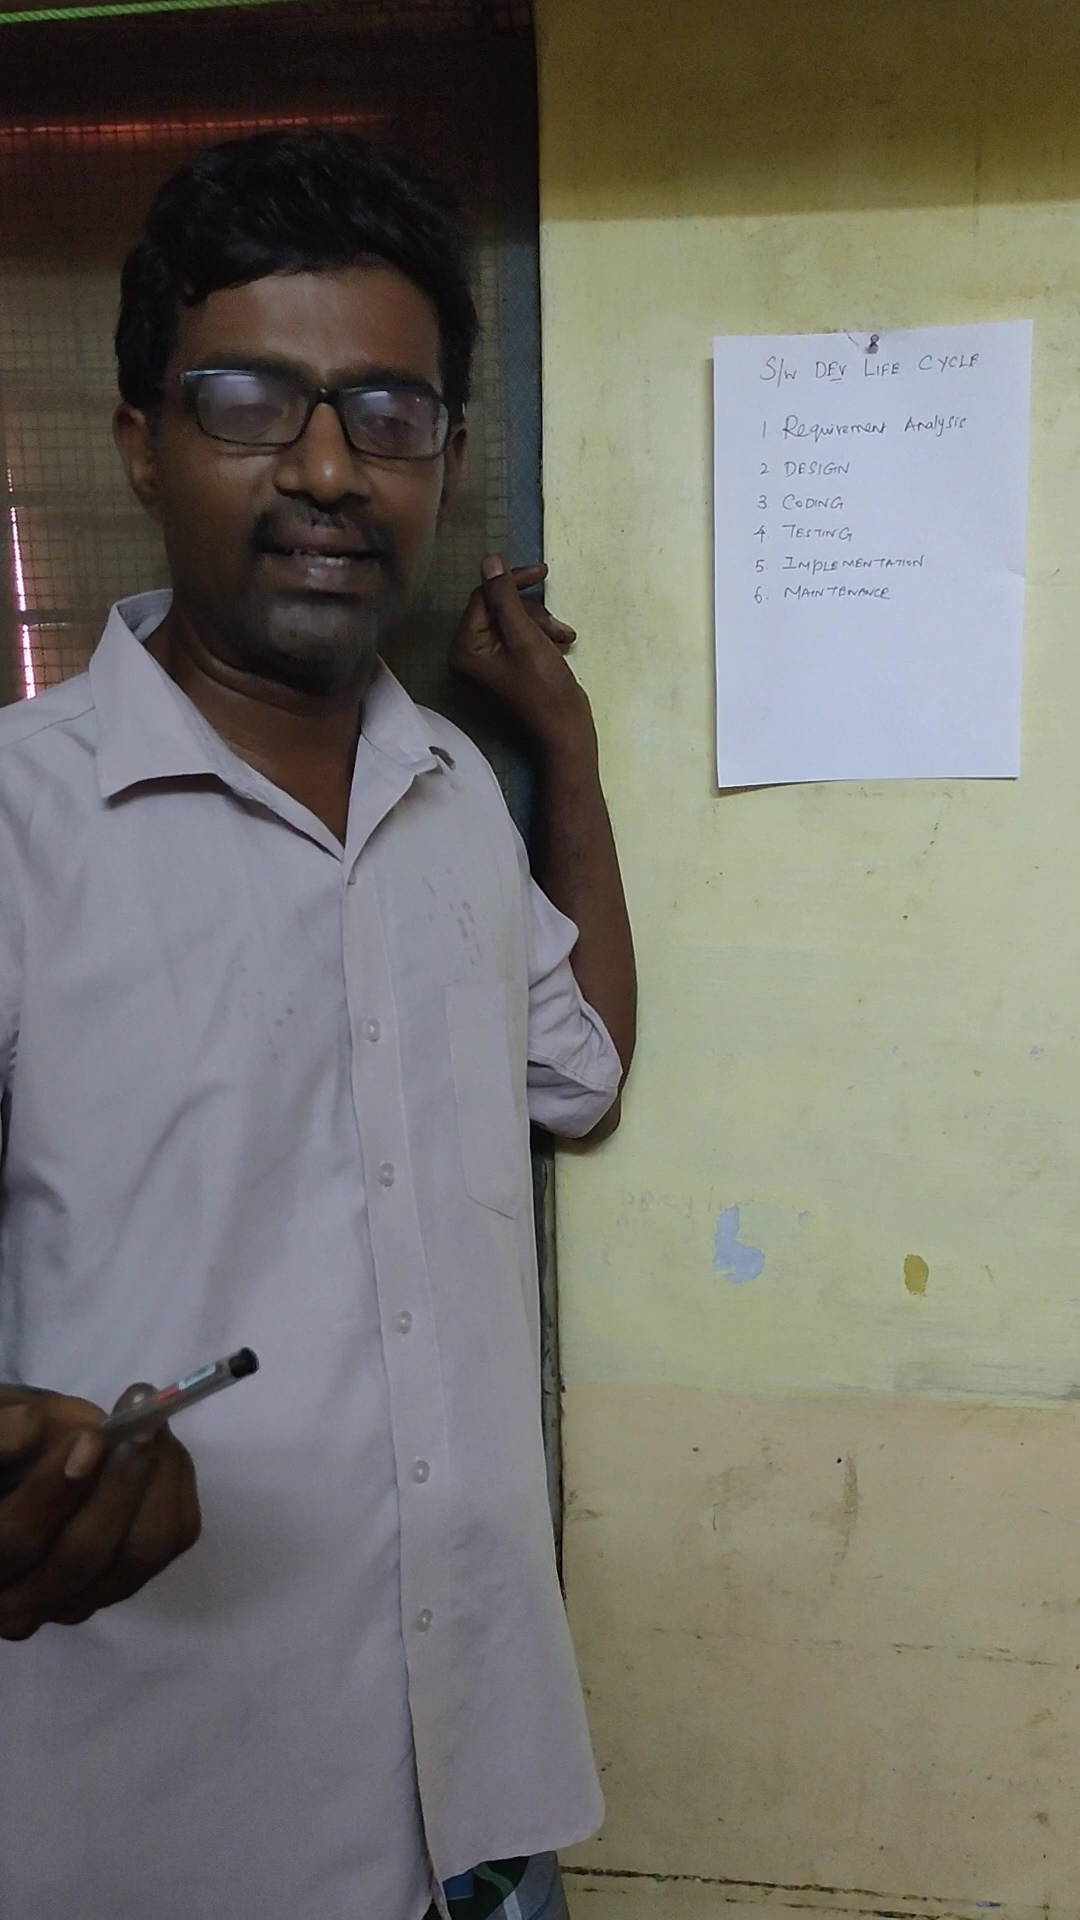 S/W DEV LIFE CYCLE
1 Requirement Analysis
2 DESIGN
3 CODING
4 TESTING
5. IMPLEMENTATION
6. MAINTENANCE